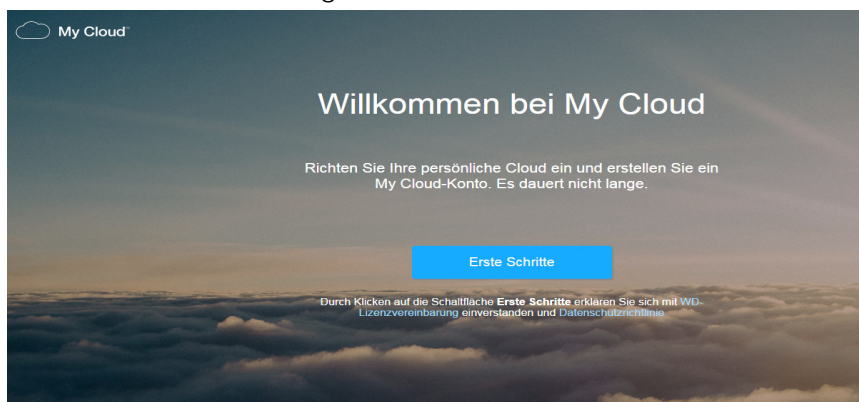 My Cloud™
Willkommen bei My Cloud
Richten Sie Ihre persönliche Cloud ein und erstellen Sie ein
My Cloud-Konto. Es dauert nicht lange.
Erste Schritte
Durch Klicken auf die Schaltfläche Erste Schritte erklären Sie sich mit WD-
Lizenzvereinbarung einverstanden und Datenschutzrichtlinie